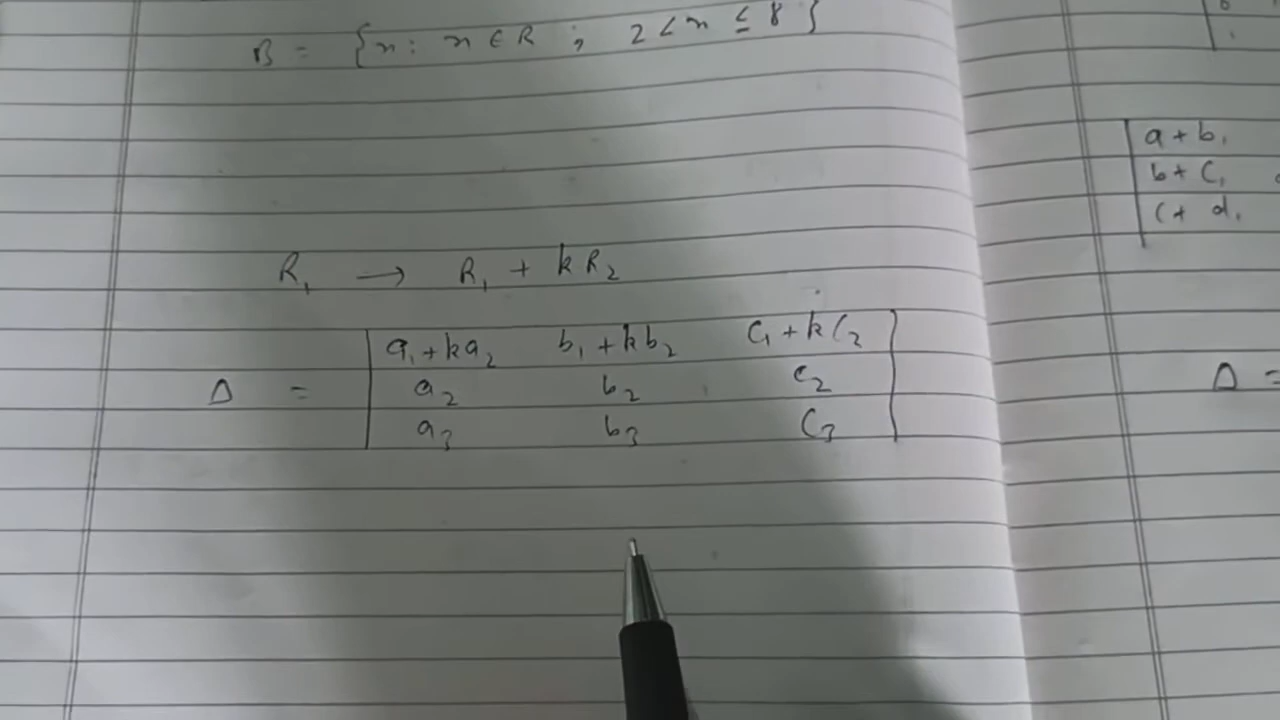 B = {x : x ∈ R ; 2 < x ≤ 8}
R₁ → R₁ + kR₂
Δ = | a₁+ka₂ b₁+kb₂ c₁+kc₂ |
| a₂ b₂ c₂ |
| a₃ b₃ c₃ |
| a + b₁
| b + c₁
| c + d₁
Δ =